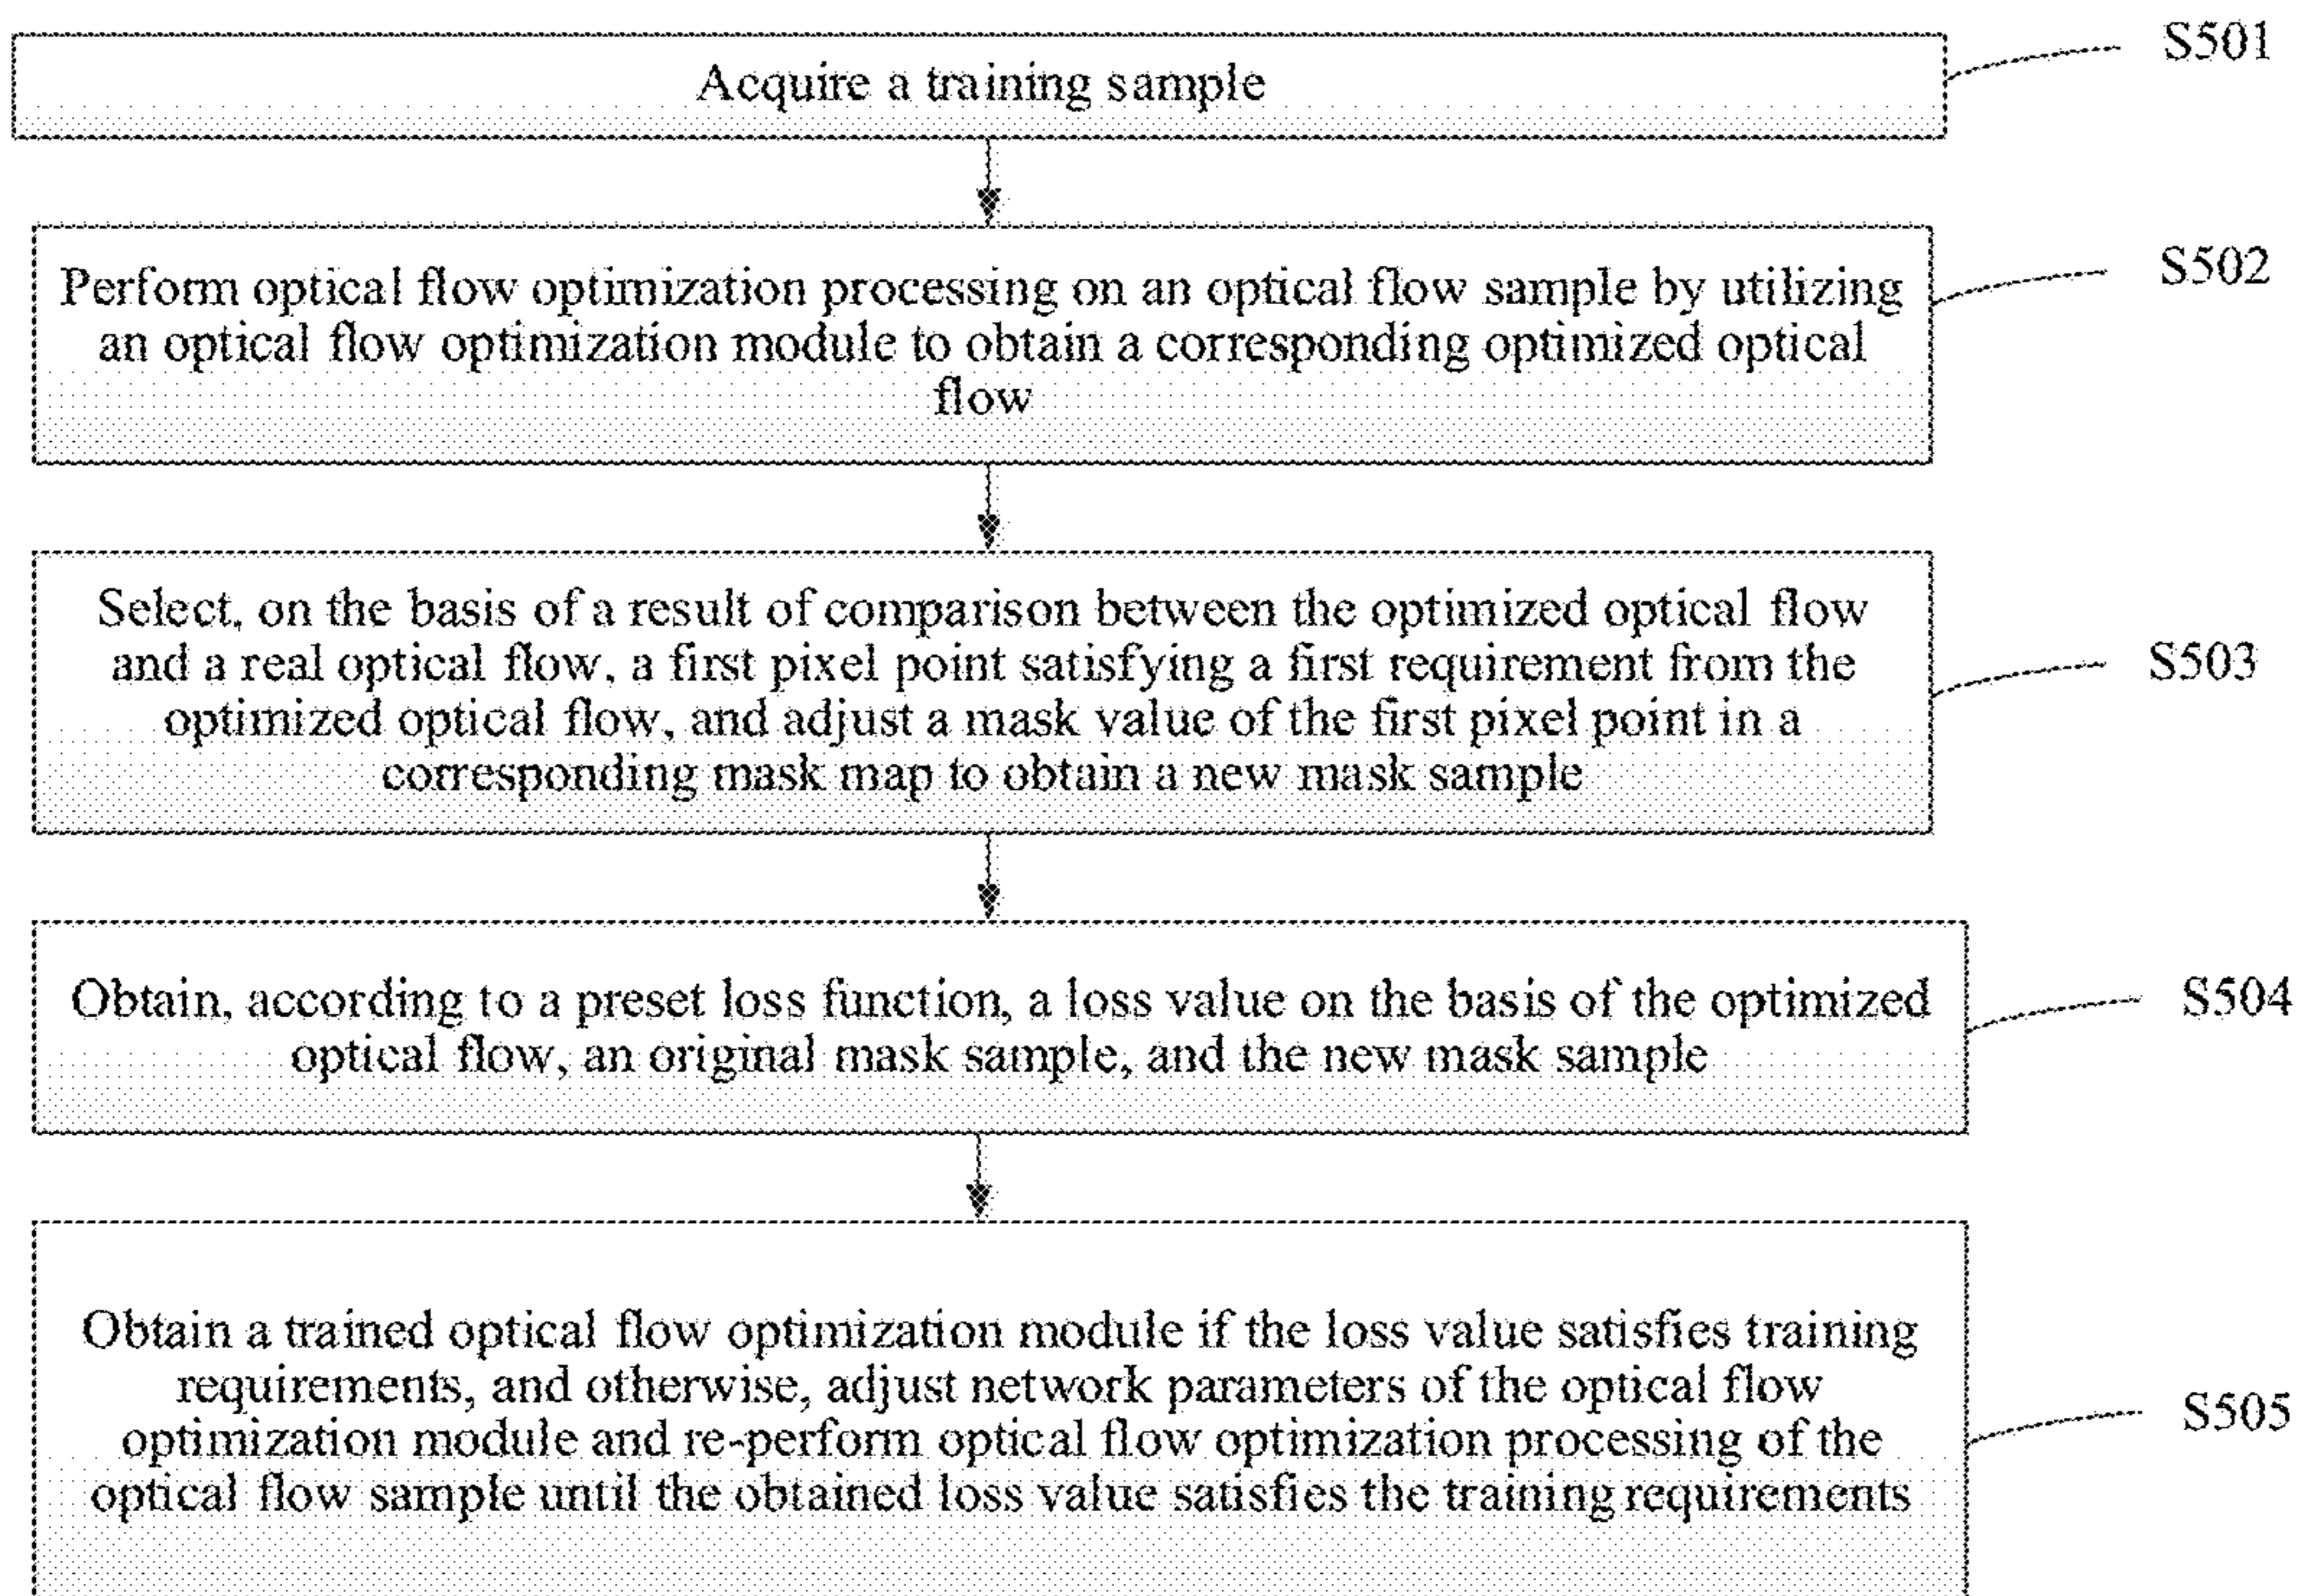 Acquire a training sample
S501
Perform optical flow optimization processing on an optical flow sample by utilizing
an optical flow optimization module to obtain a corresponding optimized optical
flow
S502
Select, on the basis of a result of comparison between the optimized optical flow
and a real optical flow, a first pixel point satisfying a first requirement from the
optimized optical flow, and adjust a mask value of the first pixel point in a
corresponding mask map to obtain a new mask sample
S503
Obtain, according to a preset loss function, a loss value on the basis of the optimized
optical flow, an original mask sample, and the new mask sample
S504
Obtain a trained optical flow optimization module if the loss value satisfies training
requirements, and otherwise, adjust network parameters of the optical flow
optimization module and re-perform optical flow optimization processing of the
optical flow sample until the obtained loss value satisfies the training requirements
S505